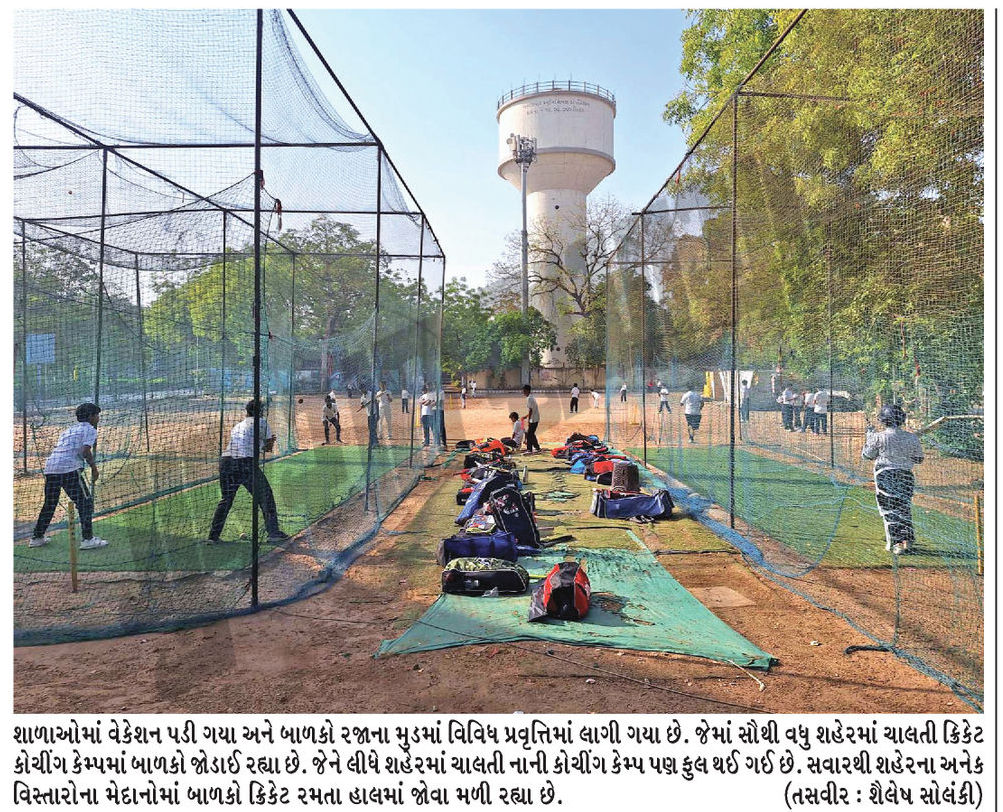 શાળાઓમાં વેકેશન પડી ગયા અને બાળકો રજાના મુડમાં વિવિધ પ્રવૃત્તિમાં લાગી ગયા છે. જેમાં સૌથી વધુ શહેરમાં ચાલતી ક્રિકેટ
કોચીંગ કેમ્પમાં બાળકો જોડાઈ રહ્યા છે. જેને લીધે શહેરમાં ચાલતી નાની કોચીંગ કેમ્પ પણ ફુલ થઈ ગઈ છે. સવારથી શહેરના અનેક
વિસ્તારોના મેદાનોમાં બાળકો ક્રિકેટ રમતા હાલમાં જોવા મળી રહ્યા છે. (તસવીર : શૈલેષ સોલંકી)